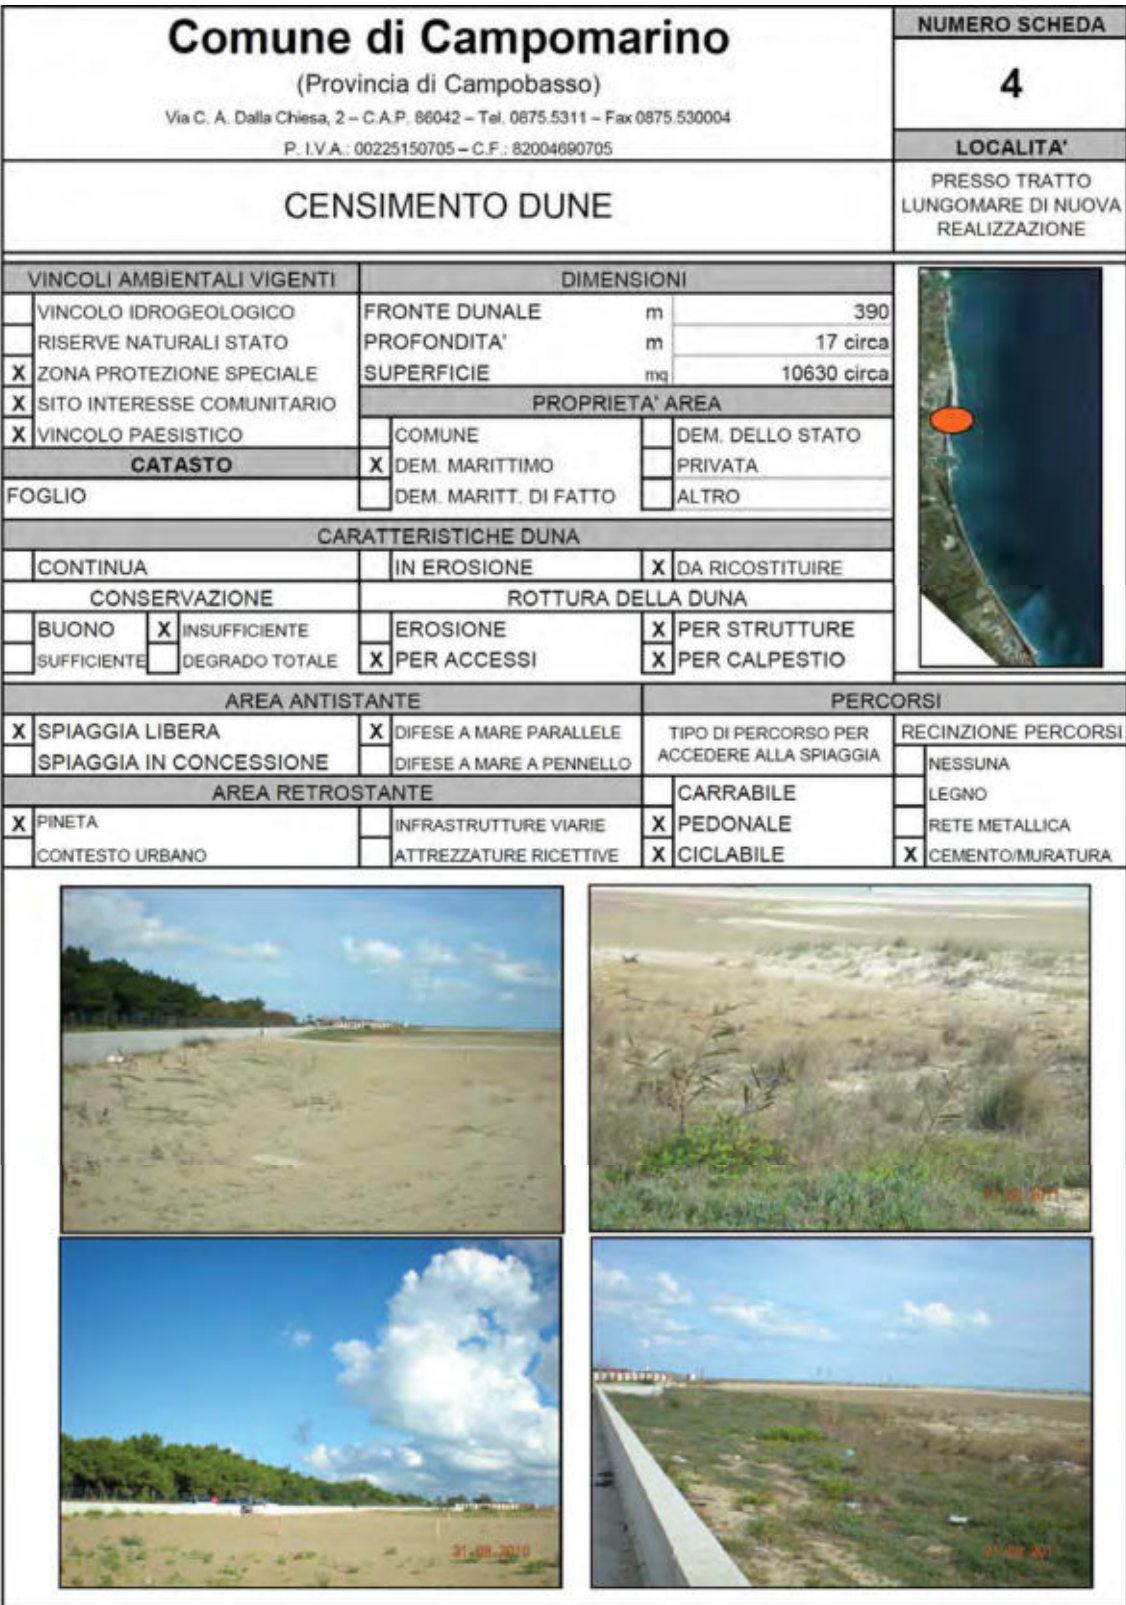 Comune di Campomarino
(Provincia di Campobasso)
Via C. A. Dalla Chiesa, 2 – C.A.P. 86042 – Tel. 0875.5311 – Fax 0875.530004
P. I.V.A.: 00225150705 – C.F.: 82004690705
CENSIMENTO DUNE
NUMERO SCHEDA
4
LOCALITA'
PRESSO TRATTO
LUNGOMARE DI NUOVA
REALIZZAZIONE
VINCOLI AMBIENTALI VIGENTI
VINCOLO IDROGEOLOGICO
RISERVE NATURALI STATO
X ZONA PROTEZIONE SPECIALE
X SITO INTERESSE COMUNITARIO
X VINCOLO PAESISTICO
CATASTO
FOGLIO
DIMENSIONI
FRONTE DUNALE m 390
PROFONDITA' m 17 circa
SUPERFICIE mq 10630 circa
PROPRIETA' AREA
COMUNE DEM. DELLO STATO
X DEM. MARITTIMO PRIVATA
DEM. MARITT. DI FATTO ALTRO
CARATTERISTICHE DUNA
CONTINUA IN EROSIONE X DA RICOSTITUIRE
CONSERVAZIONE
BUONO X INSUFFICIENTE
SUFFICIENTE DEGRADO TOTALE
ROTTURA DELLA DUNA
EROSIONE X PER STRUTTURE
X PER ACCESSI X PER CALPESTIO
AREA ANTISTANTE
X SPIAGGIA LIBERA X DIFESE A MARE PARALLELE
SPIAGGIA IN CONCESSIONE DIFESE A MARE A PENNELLO
AREA RETROSTANTE
X PINETA INFRASTRUTTURE VIARIE
CONTESTO URBANO ATTREZZATURE RICETTIVE
PERCORSI
TIPO DI PERCORSO PER
ACCEDERE ALLA SPIAGGIA
CARRABILE
X PEDONALE
X CICLABILE
RECINZIONE PERCORSI
NESSUNA
LEGNO
RETE METALLICA
X CEMENTO/MURATURA
31 08 2010